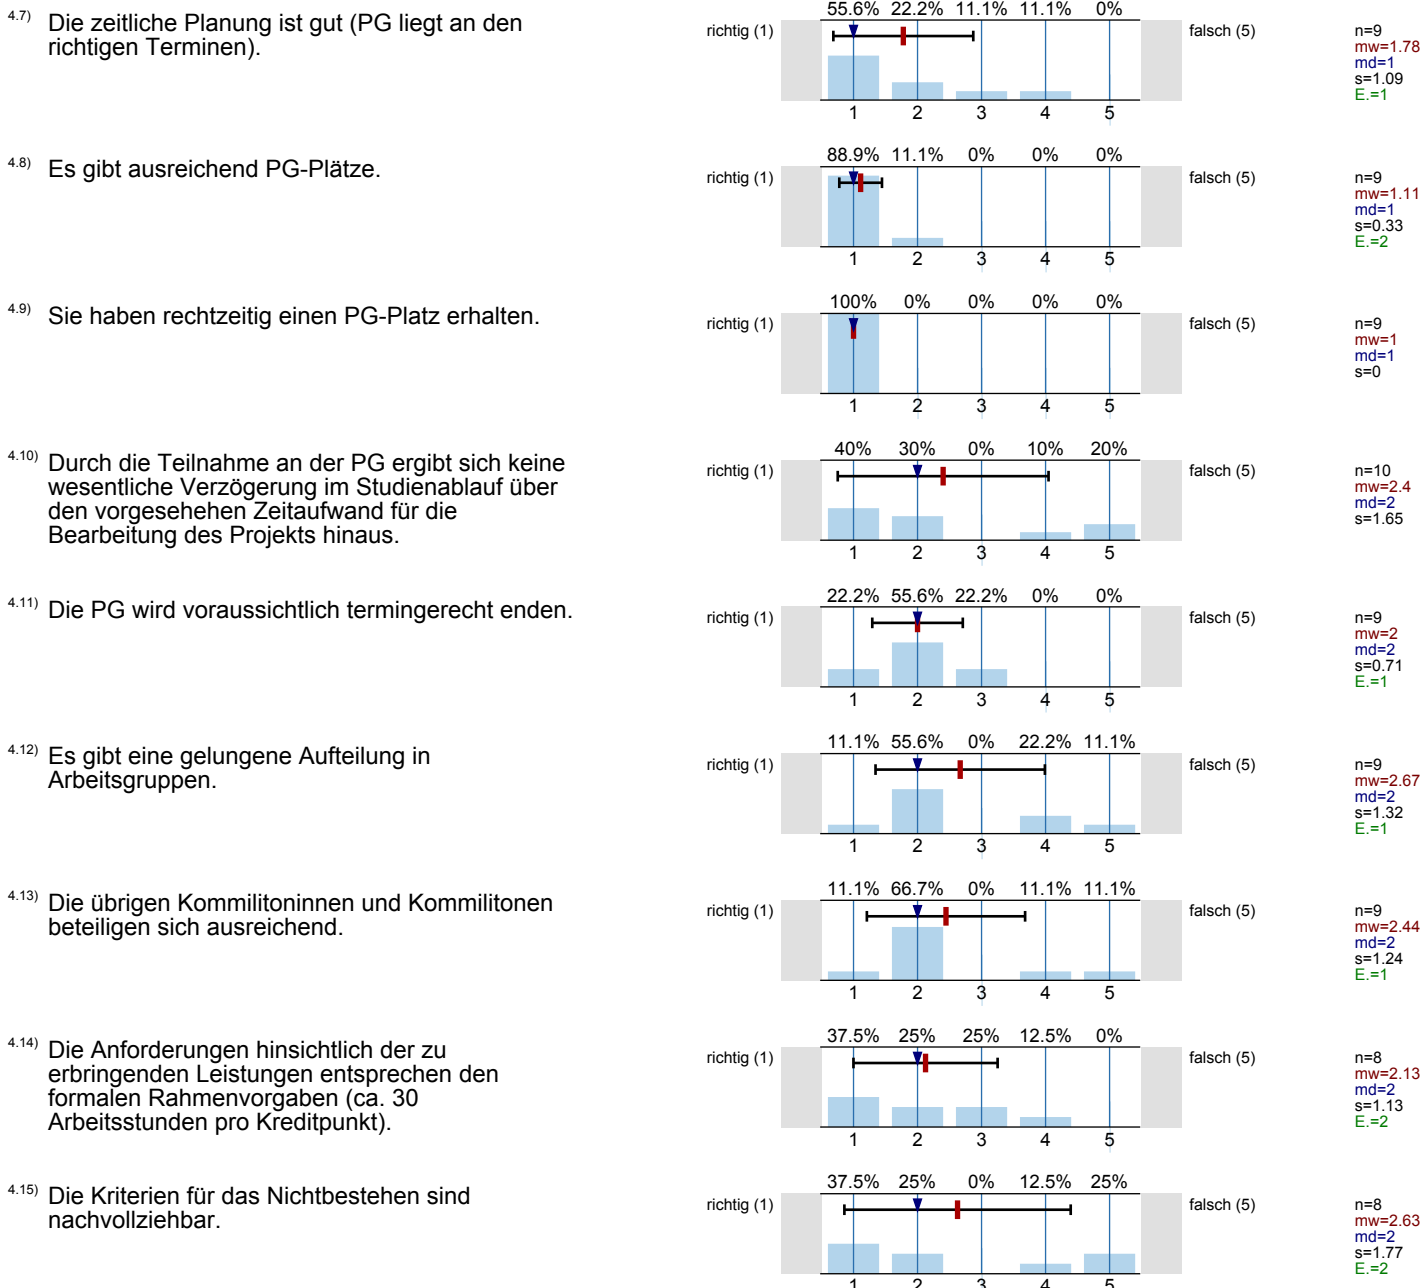 4.7) Die zeitliche Planung ist gut (PG liegt an den
richtigen Terminen).
richtig (1)
55.6% 22.2% 11.1% 11.1% 0%
1 2 3 4 5
falsch (5)
n=9
mw=1.78
md=1
s=1.09
E.=1
4.8) Es gibt ausreichend PG-Plätze.
richtig (1)
88.9% 11.1% 0% 0% 0%
1 2 3 4 5
falsch (5)
n=9
mw=1.11
md=1
s=0.33
E.=2
4.9) Sie haben rechtzeitig einen PG-Platz erhalten.
richtig (1)
100% 0% 0% 0% 0%
1 2 3 4 5
falsch (5)
n=9
mw=1
md=1
s=0
4.10) Durch die Teilnahme an der PG ergibt sich keine
wesentliche Verzögerung im Studienablauf über
den vorgesehehen Zeitaufwand für die
Bearbeitung des Projekts hinaus.
richtig (1)
40% 30% 0% 10% 20%
1 2 3 4 5
falsch (5)
n=10
mw=2.4
md=2
s=1.65
4.11) Die PG wird voraussichtlich termingerecht enden.
richtig (1)
22.2% 55.6% 22.2% 0% 0%
1 2 3 4 5
falsch (5)
n=9
mw=2
md=2
s=0.71
E.=1
4.12) Es gibt eine gelungene Aufteilung in
Arbeitsgruppen.
richtig (1)
11.1% 55.6% 0% 22.2% 11.1%
1 2 3 4 5
falsch (5)
n=9
mw=2.67
md=2
s=1.32
E.=1
4.13) Die übrigen Kommilitoninnen und Kommilitonen
beteiligen sich ausreichend.
richtig (1)
11.1% 66.7% 0% 11.1% 11.1%
1 2 3 4 5
falsch (5)
n=9
mw=2.44
md=2
s=1.24
E.=1
4.14) Die Anforderungen hinsichtlich der zu
erbringenden Leistungen entsprechen den
formalen Rahmenvorgaben (ca. 30
Arbeitsstunden pro Kreditpunkt).
richtig (1)
37.5% 25% 25% 12.5% 0%
1 2 3 4 5
falsch (5)
n=8
mw=2.13
md=2
s=1.13
E.=2
4.15) Die Kriterien für das Nichtbestehen sind
nachvollziehbar.
richtig (1)
37.5% 25% 0% 12.5% 25%
1 2 3 4 5
falsch (5)
n=8
mw=2.63
md=2
s=1.77
E.=2